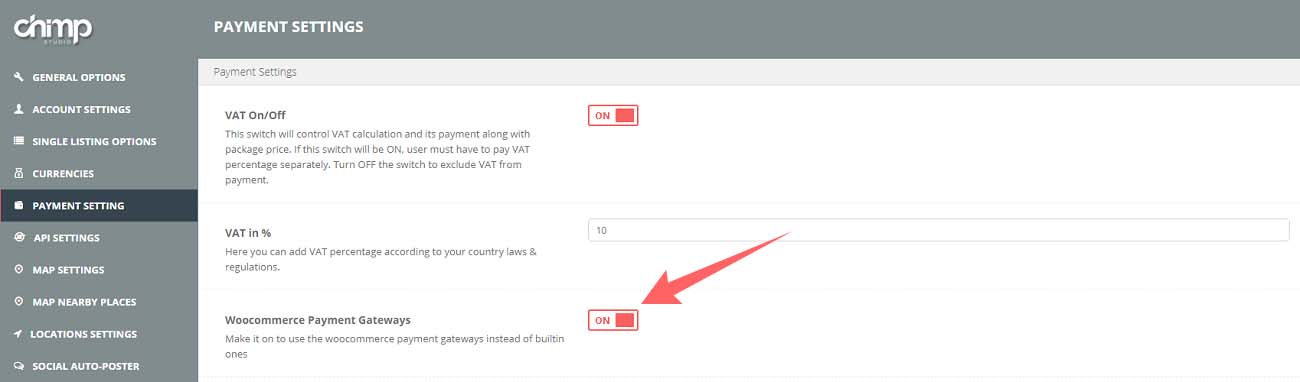 chimp
STUDIO
PAYMENT SETTINGS
GENERAL OPTIONS
ACCOUNT SETTINGS
SINGLE LISTING OPTIONS
CURRENCIES
PAYMENT SETTING
API SETTINGS
MAP SETTINGS
MAP NEARBY PLACES
LOCATIONS SETTINGS
SOCIAL AUTO-POSTER
Payment Settings
VAT On/Off
ON
This switch will control VAT calculation and its payment along with
package price. If this switch will be ON, user must have to pay VAT
percentage separately. Turn OFF the switch to exclude VAT from
payment.
VAT in %
10
Here you can add VAT percentage according to your country laws &
regulations.
Woocommerce Payment Gateways
ON
Make it on to use the woocommerce payment gateways instead of builtin
ones